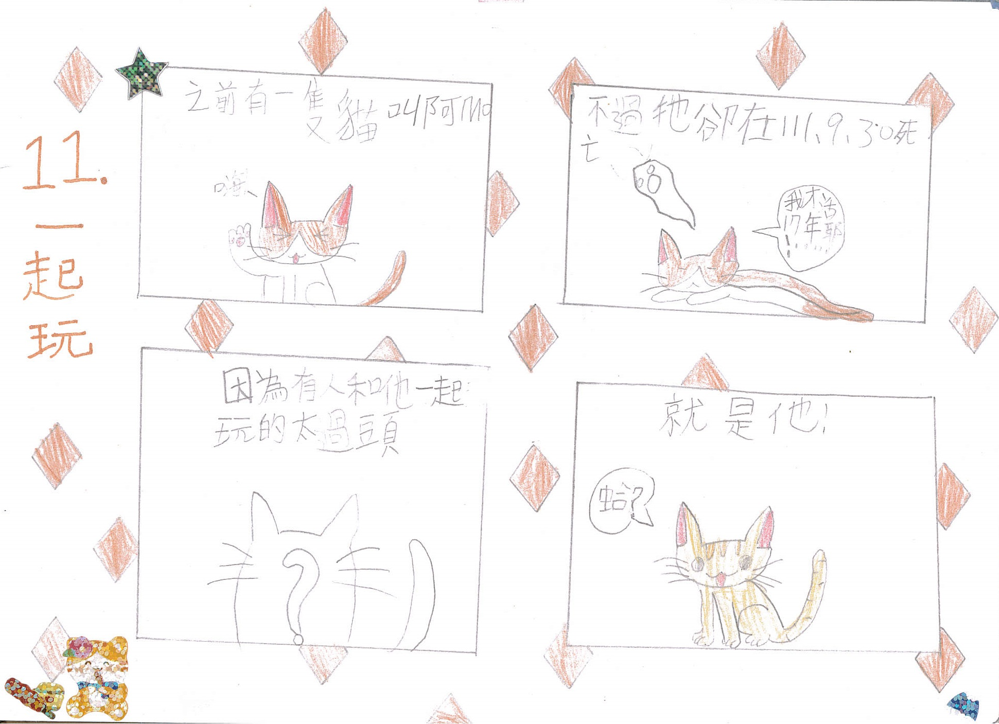 11.
一起玩
之前有一隻貓叫阿Mo
嗨、
不過牠卻在111、9、30死
亡
我才活
17年耶
!......
因為有人和他一起
玩的太過頭
就是他!
蛤?